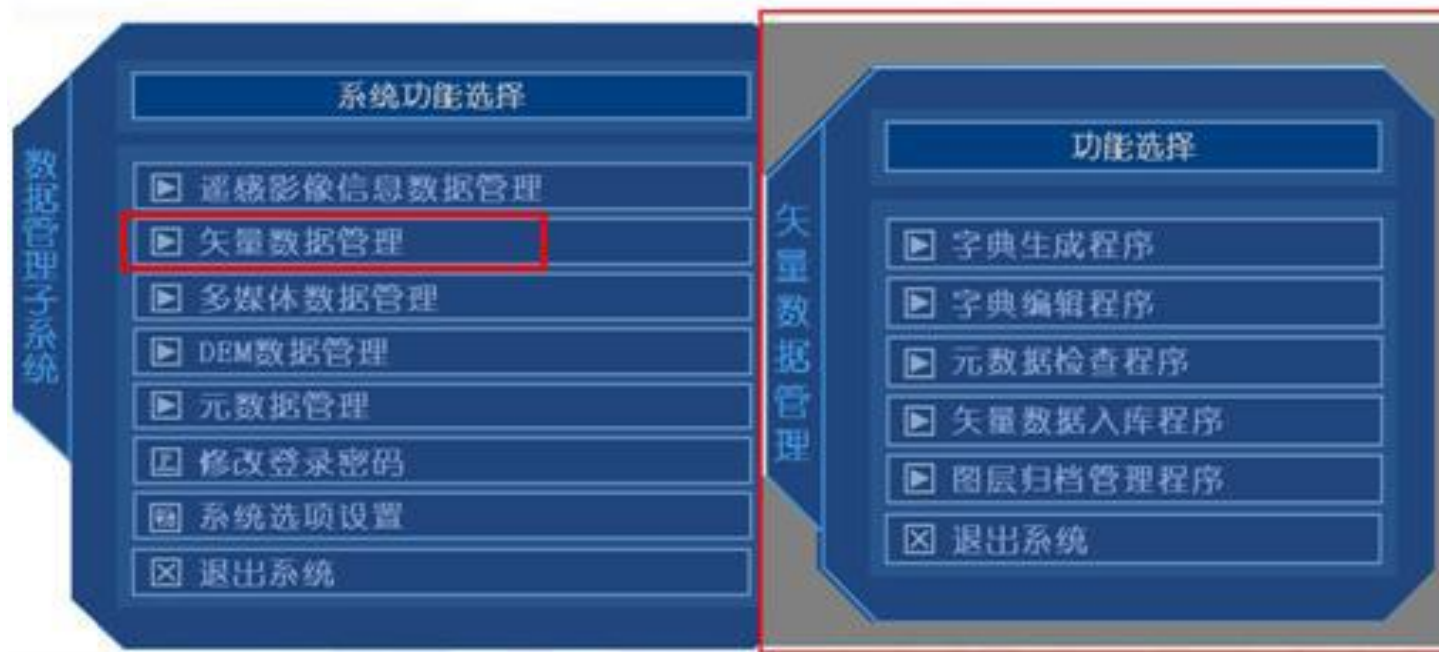 数据管理子系统
系统功能选择
遥感影像信息数据管理
矢量数据管理
多媒体数据管理
DEM数据管理
元数据管理
修改登录密码
系统选项设置
退出系统
矢量数据管理
功能选择
字典生成程序
字典编辑程序
元数据检查程序
矢量数据入库程序
图层归档管理程序
退出系统